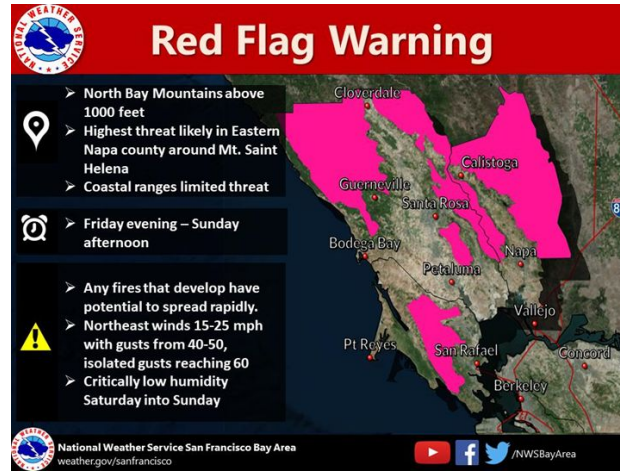 NATIONAL WEATHER SERVICE
Red Flag Warning
North Bay Mountains above
1000 feet
Highest threat likely in Eastern
Napa county around Mt. Saint
Helena
Coastal ranges limited threat
Friday evening – Sunday
afternoon
Any fires that develop have
potential to spread rapidly.
Northeast winds 15-25 mph
with gusts from 40-50,
isolated gusts reaching 60
Critically low humidity
Saturday into Sunday
Cloverdale
Calistoga
Guerneville
Santa Rosa
Bodega Bay
Napa
Petaluma
Vallejo
Pt Reyes
San Rafael
Concord
Berkeley
8
National Weather Service San Francisco Bay Area
weather.gov/sanfrancisco
/NWSBayArea